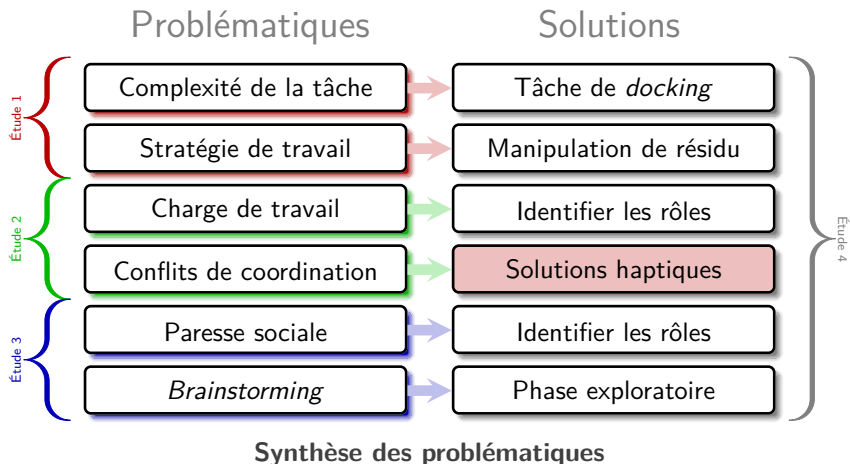 Problématiques Solutions
Étude 1
Complexité de la tâche Tâche de docking
Stratégie de travail Manipulation de résidu
Étude 2
Charge de travail Identifier les rôles
Conflits de coordination Solutions haptiques
Étude 3
Paresse sociale Identifier les rôles
Brainstorming Phase exploratoire
Étude 4
Synthèse des problématiques